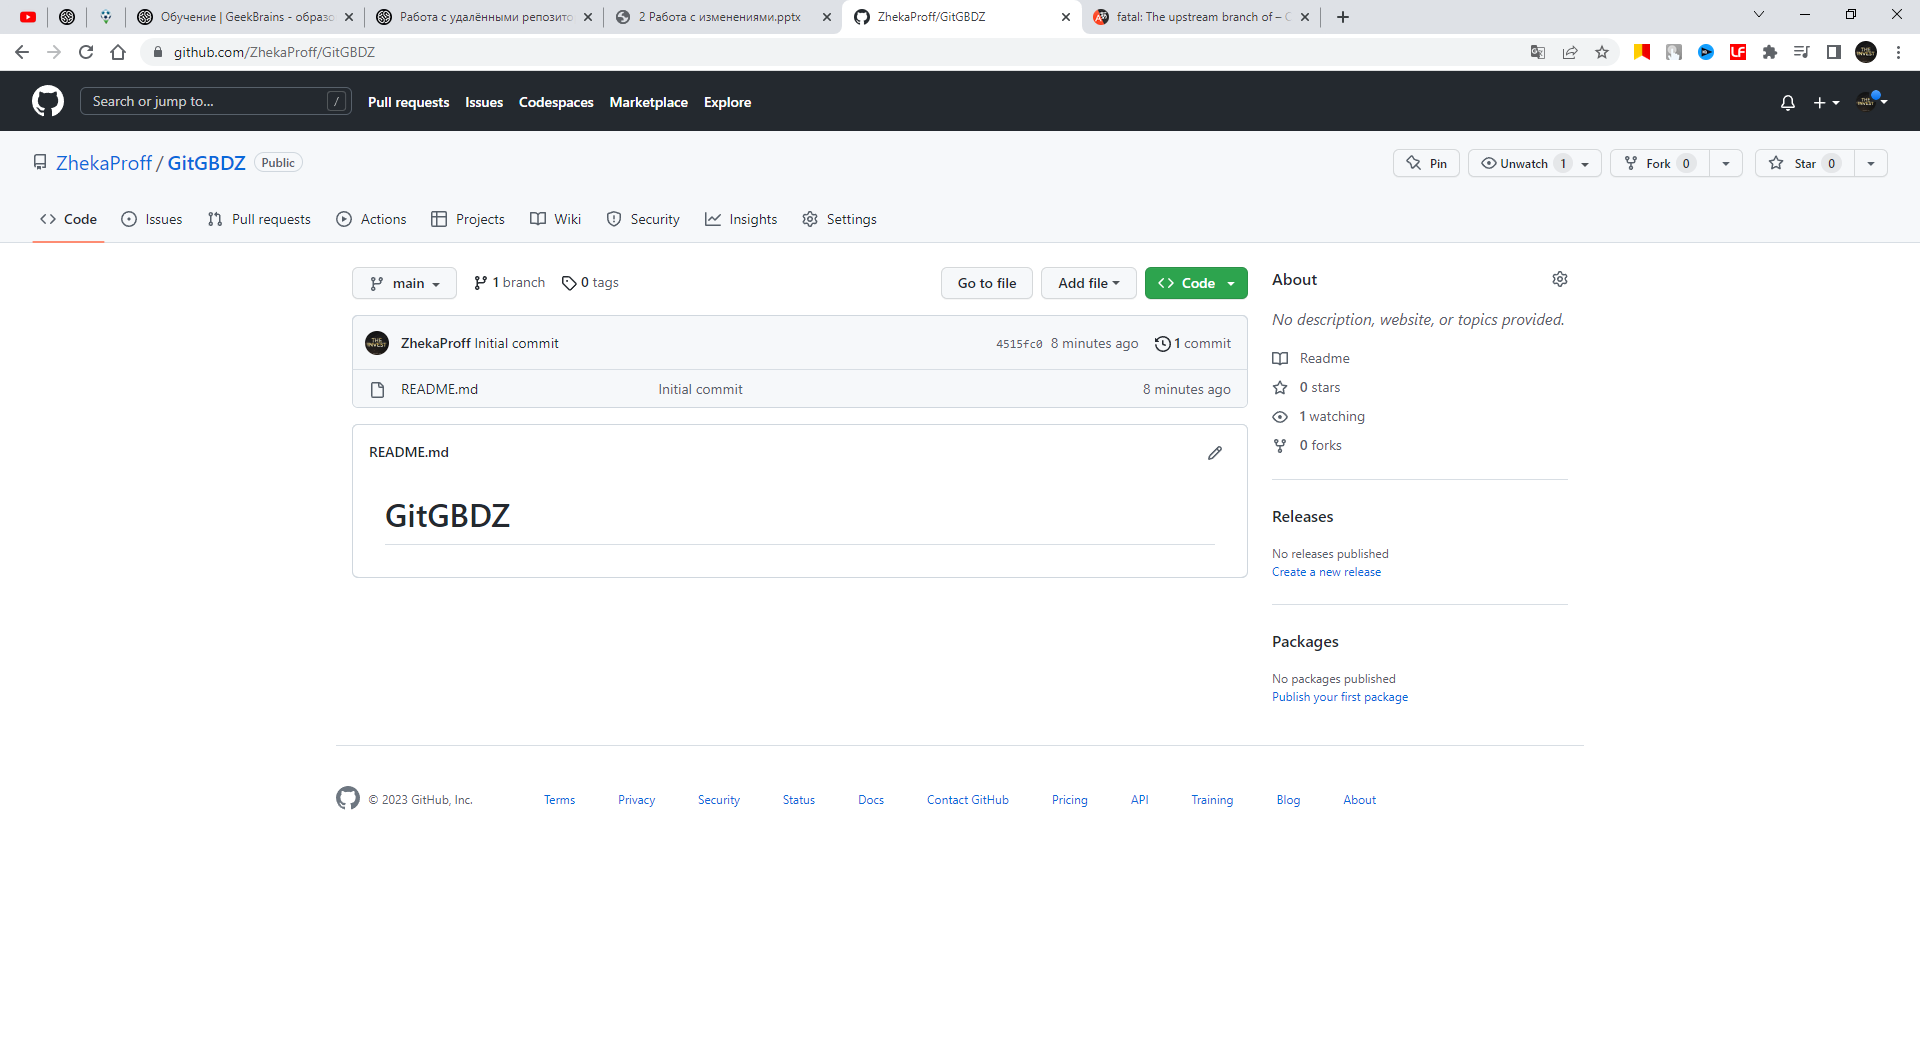 Обучение | GeekBrains - образо
Работа с удалёнными репозито
2 Работа с изменениями.pptx
ZhekaProff/GitGBDZ
fatal: The upstream branch of – C
github.com/ZhekaProff/GitGBDZ
Search or jump to... /
Pull requests Issues Codespaces Marketplace Explore
ZhekaProff / GitGBDZ Public
Pin
Unwatch 1
Fork 0
Star 0
Code Issues Pull requests Actions Projects Wiki Security Insights Settings
main 1 branch 0 tags
Go to file Add file Code
ZhekaProff Initial commit 4515fc0 8 minutes ago 1 commit
README.md Initial commit 8 minutes ago
README.md
GitGBDZ
About
No description, website, or topics provided.
Readme
0 stars
1 watching
0 forks
Releases
No releases published
Create a new release
Packages
No packages published
Publish your first package
© 2023 GitHub, Inc. Terms Privacy Security Status Docs Contact GitHub Pricing API Training Blog About